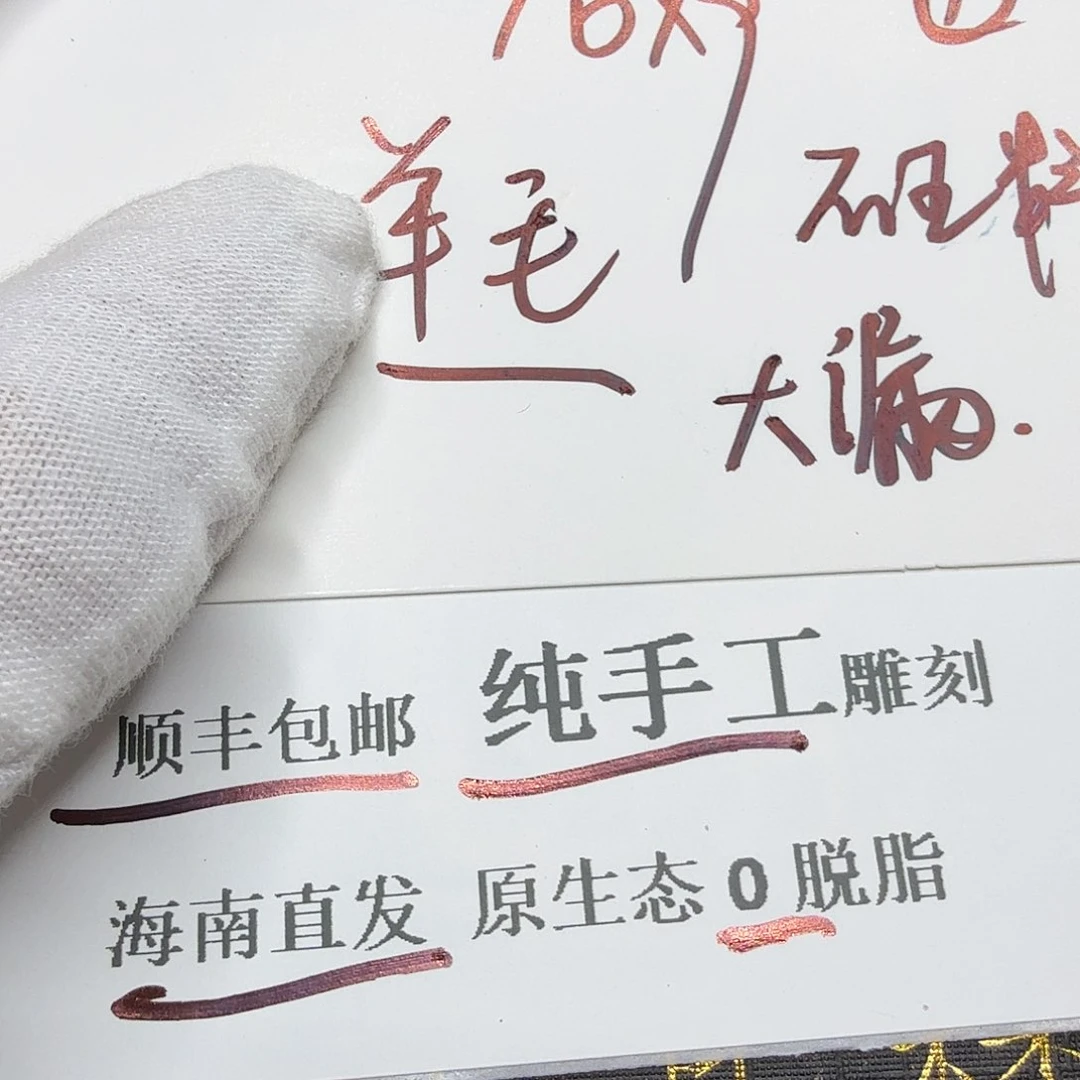 羊毛
大漏.
顺丰包邮 纯手工雕刻
海南直发 原生态0脱脂